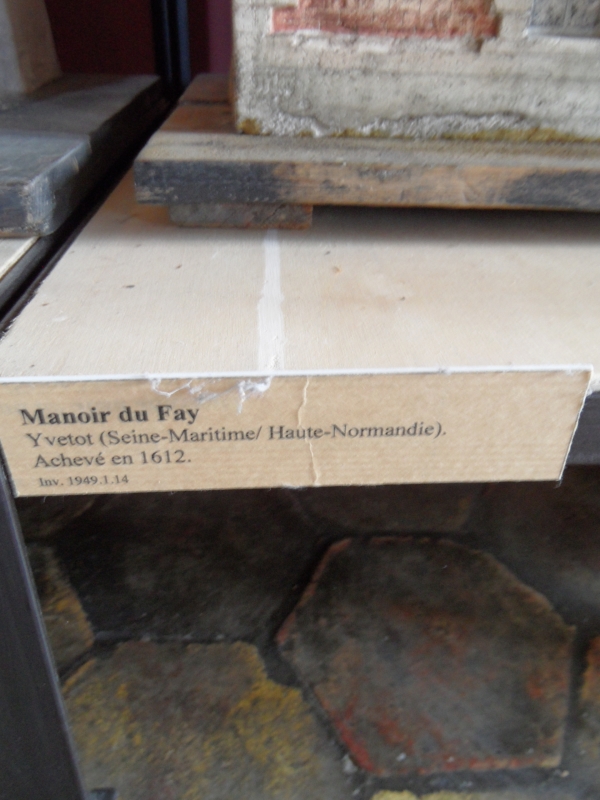 Manoir du Fay
Yvetot (Seine-Maritime/ Haute-Normandie).
Achevé en 1612.
Inv. 1949.1.14